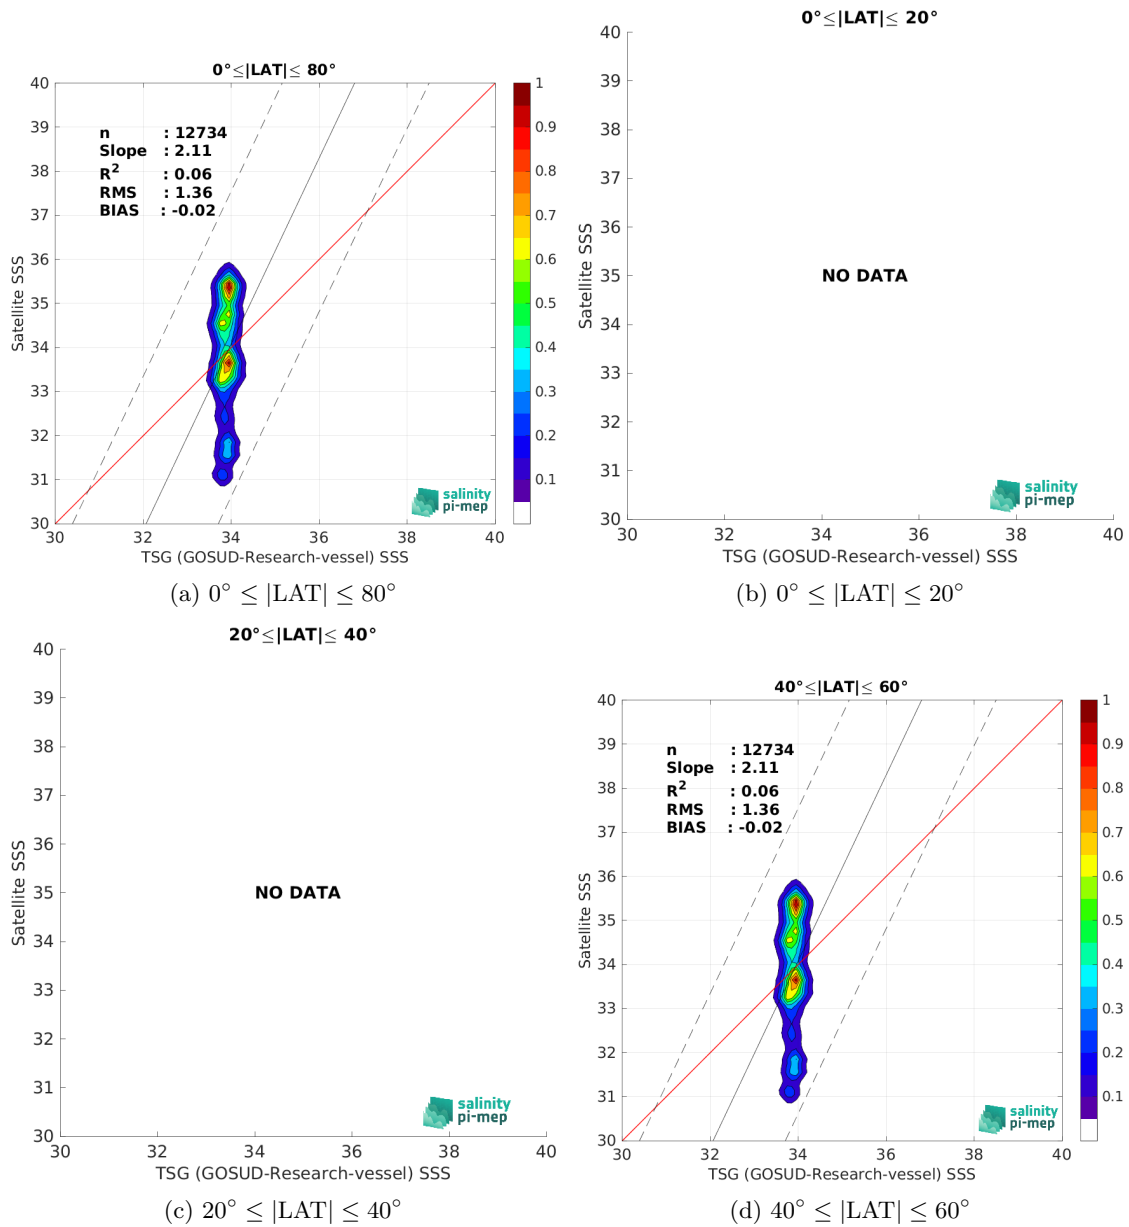 0°≤|LAT|≤ 80°
40
39
38
37
36
35
34
33
32
31
30
Satellite SSS
n : 12734
Slope : 2.11
R² : 0.06
RMS : 1.36
BIAS : -0.02
salinity
pi-mep
30 32 34 36 38 40
TSG (GOSUD-Research-vessel) SSS
1
0.9
0.8
0.7
0.6
0.5
0.4
0.3
0.2
0.1
(a) 0° ≤ |LAT| ≤ 80°
0°≤|LAT|≤ 20°
40
39
38
37
36
35
34
33
32
31
30
Satellite SSS
NO DATA
salinity
pi-mep
30 32 34 36 38 40
TSG (GOSUD-Research-vessel) SSS
(b) 0° ≤ |LAT| ≤ 20°
20°≤|LAT|≤ 40°
40
39
38
37
36
35
34
33
32
31
30
Satellite SSS
NO DATA
salinity
pi-mep
30 32 34 36 38 40
TSG (GOSUD-Research-vessel) SSS
(c) 20° ≤ |LAT| ≤ 40°
40°≤|LAT|≤ 60°
40
39
38
37
36
35
34
33
32
31
30
Satellite SSS
n : 12734
Slope : 2.11
R² : 0.06
RMS : 1.36
BIAS : -0.02
salinity
pi-mep
30 32 34 36 38 40
TSG (GOSUD-Research-vessel) SSS
1
0.9
0.8
0.7
0.6
0.5
0.4
0.3
0.2
0.1
(d) 40° ≤ |LAT| ≤ 60°